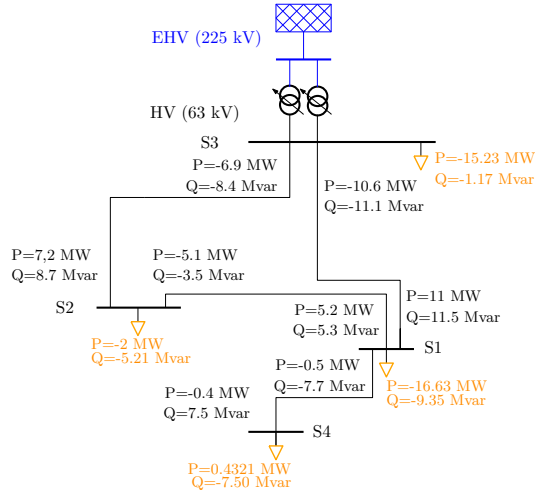 EHV (225 kV)
HV (63 kV)
S3
P=-15.23 MW
Q=-1.17 Mvar
P=-6.9 MW
Q=-8.4 Mvar
P=-10.6 MW
Q=-11.1 Mvar
P=7,2 MW
Q=8.7 Mvar
P=-5.1 MW
Q=-3.5 Mvar
S2
P=-2 MW
Q=-5.21 Mvar
P=11 MW
Q=11.5 Mvar
P=5.2 MW
Q=5.3 Mvar
S1
P=-0.5 MW
Q=-7.7 Mvar
P=-16.63 MW
Q=-9.35 Mvar
P=-0.4 MW
Q=7.5 Mvar
S4
P=0.4321 MW
Q=-7.50 Mvar